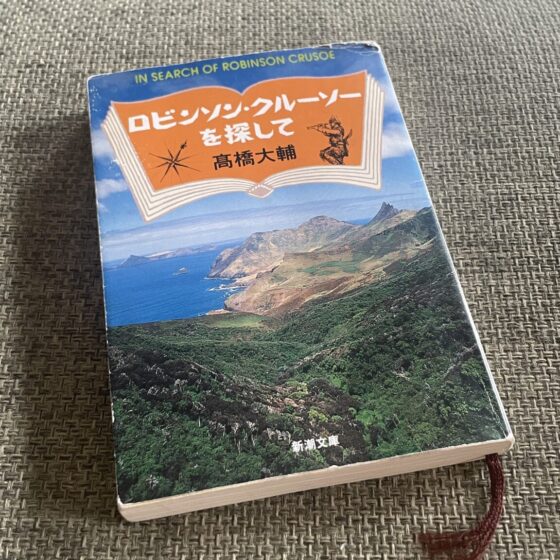 IN SEARCH OF ROBINSON CRUSOE
ロビンソン・クルーソー
を探して
髙橋大輔
新潮文庫